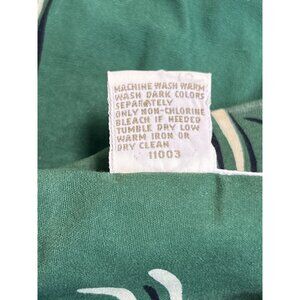 MACHINE WASH WARM
WASH DARK COLORS
SEPARATELY
ONLY NON-CHLORINE
BLEACH IF NEEDED
TUMBLE DRY LOW
WARM IRON OR
DRY CLEAN
11003